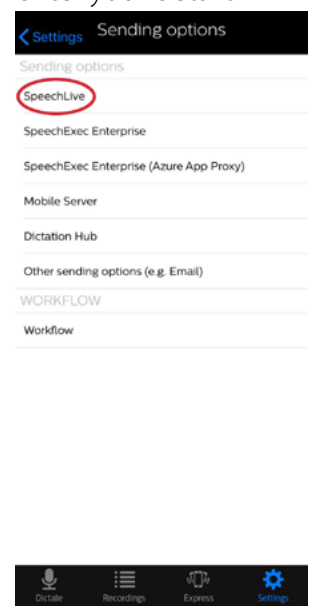 Settings Sending options
Sending options
SpeechLive
SpeechExec Enterprise
SpeechExec Enterprise (Azure App Proxy)
Mobile Server
Dictation Hub
Other sending options (e.g. Email)
WORKFLOW
Workflow
Dictate Recordings Express Settings